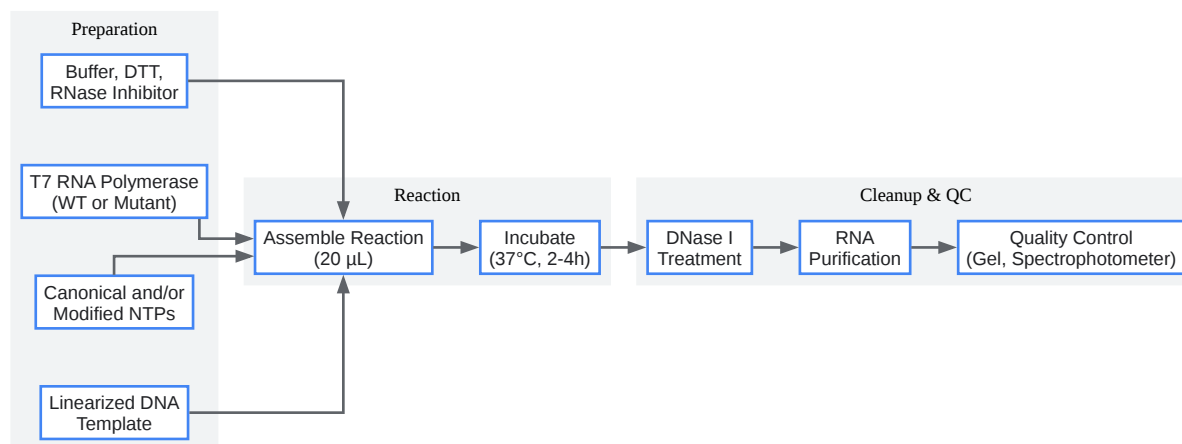 Preparation
Buffer, DTT,
RNase Inhibitor
T7 RNA Polymerase
(WT or Mutant)
Canonical and/or
Modified NTPs
Linearized DNA
Template
Reaction
Assemble Reaction
(20 µL)
Incubate
(37°C, 2-4h)
Cleanup & QC
DNase I
Treatment
RNA
Purification
Quality Control
(Gel, Spectrophotometer)